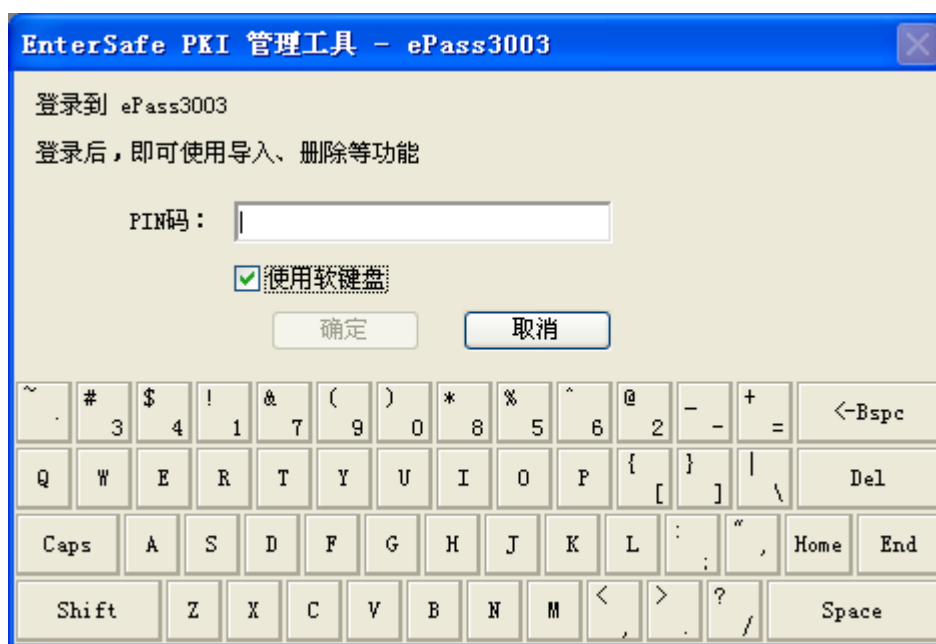 EnterSafe PKI 管理工具 - ePass3003
登录到 ePass3003
登录后，即可使用导入、删除等功能
PIN码：
使用软键盘
确定 取消
~ . # 3 $ 4 ! 1 & 7 ( 9 ) 0 * 8 % 5 ^ 6 @ 2 _ - + = <-Bspc
Q W E R T Y U I O P { [ } ] | \ Del
Caps A S D F G H J K L : ; " , Home End
Shift Z X C V B N M < , > . ? / Space